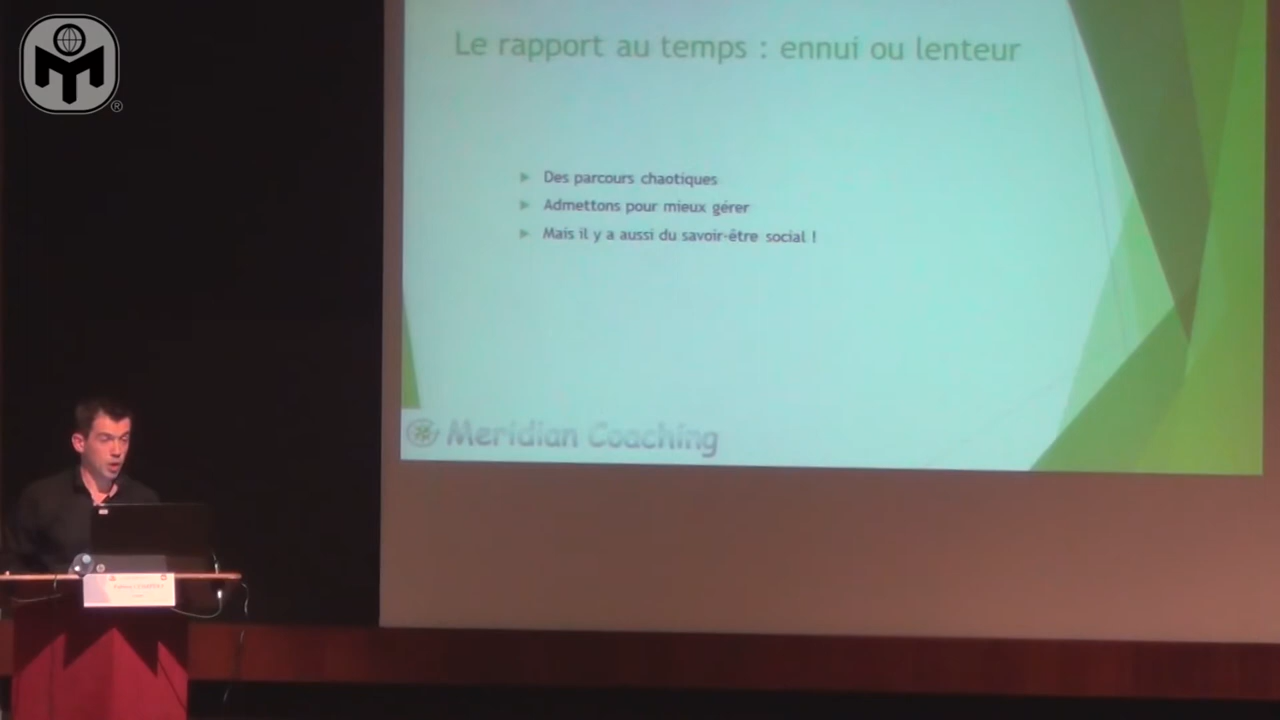 Le rapport au temps : ennui ou lenteur
Des parcours chaotiques
Admettons pour mieux gérer
Mais il y a aussi du savoir-être social !
Meridian Coaching